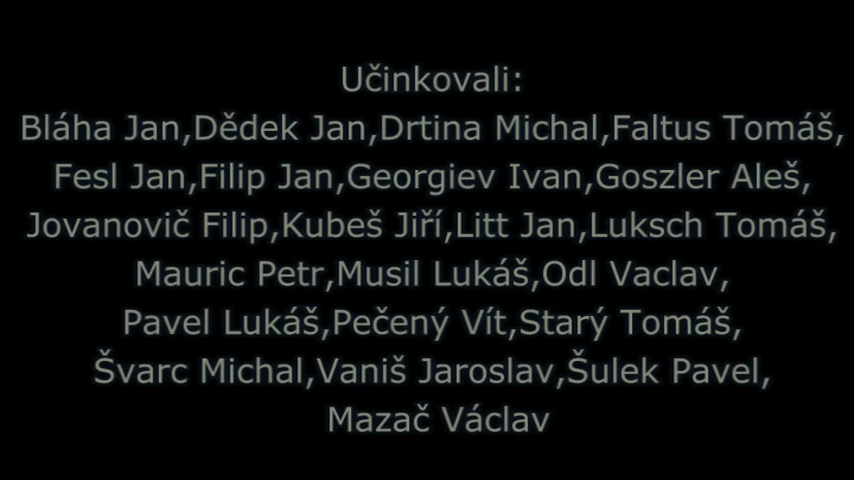 Učinkovali:
Bláha Jan,Dědek Jan,Drtina Michal,Faltus Tomáš,
Fesl Jan,Filip Jan,Georgiev Ivan,Goszler Aleš,
Jovanovič Filip,Kubeš Jiří,Litt Jan,Luksch Tomáš,
Mauric Petr,Musil Lukáš,Odl Vaclav,
Pavel Lukáš,Pečený Vít,Starý Tomáš,
Švarc Michal,Vaniš Jaroslav,Šulek Pavel,
Mazač Václav